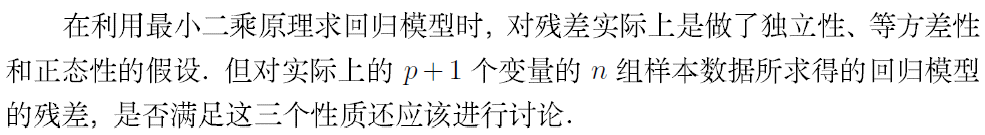 在利用最小二乘原理求回归模型时, 对残差实际上是做了独立性、等方差性
和正态性的假设. 但对实际上的 p + 1 个变量的 n 组样本数据所求得的回归模型
的残差, 是否满足这三个性质还应该进行讨论.